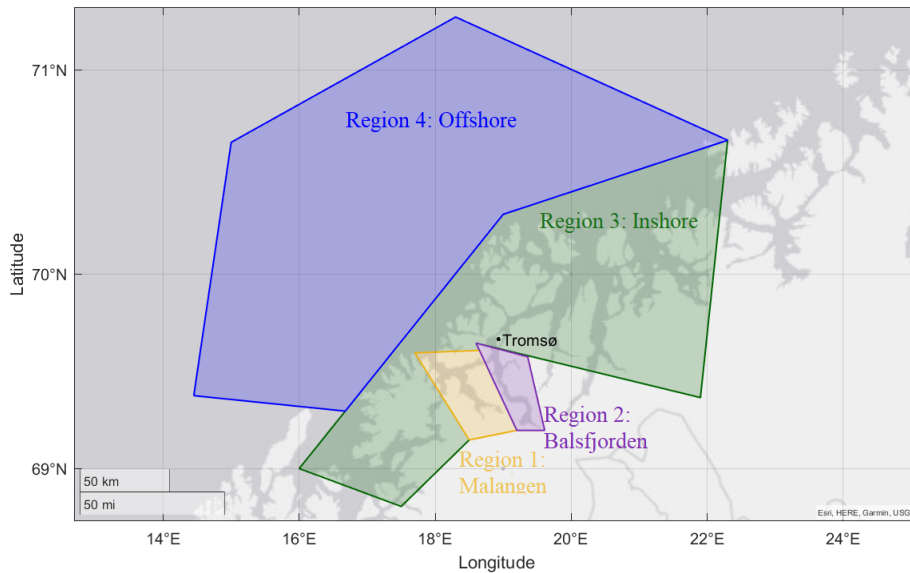 71°N
Region 4: Offshore
Region 3: Inshore
70°N
Latitude
Tromsø
Region 2:
Balsfjorden
Region 1:
Malangen
69°N
50 km
50 mi
Esri, HERE, Garmin, USG
14°E 16°E 18°E 20°E 22°E 24°E
Longitude